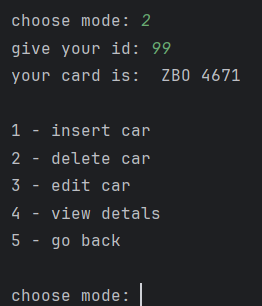 choose mode: 2
give your id: 99
your card is:  ZBO 4671
1 - insert car
2 - delete car
3 - edit car
4 - view detals
5 - go back
choose mode: